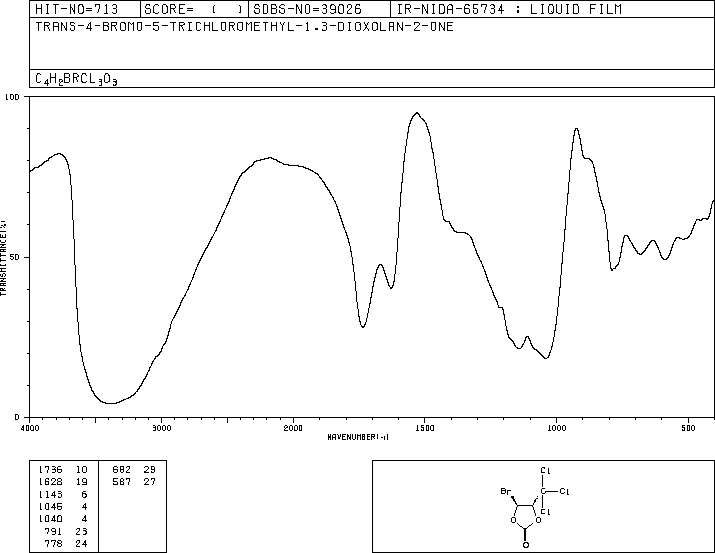 HIT-NO=713 SCORE= ( ) SDBS-NO=39026 IR-NIDA-65734 : LIQUID FILM
TRANS-4-BROMO-5-TRICHLOROMETHYL-1,3-DIOXOLAN-2-ONE
C4H2BRCL3O3
100
50
0
TRANSMITTANCE(%)
4000 3000 2000 1500 1000 500
WAVENUMBER(-1)
1736 10 682 29
1628 19 587 27
1143 6
1045 4
1040 4
791 23
778 24
Cl
Br C Cl
Cl
O O
O